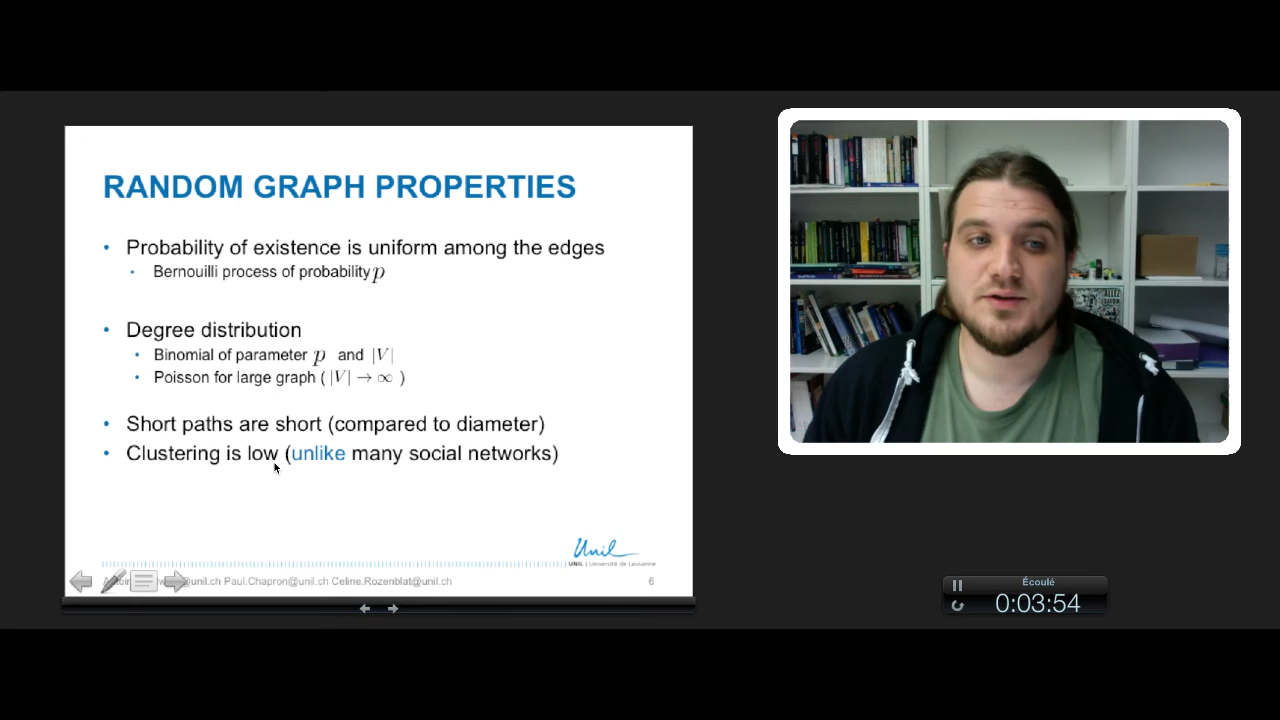 RANDOM GRAPH PROPERTIES
• Probability of existence is uniform among the edges
• Bernouilli process of probability p
• Degree distribution
• Binomial of parameter p and |V|
• Poisson for large graph ( |V| → ∞ )
• Short paths are short (compared to diameter)
• Clustering is low (unlike many social networks)
Unil
UNIL | Université de Lausanne
@unil.ch Paul.Chapron@unil.ch Celine.Rozenblat@unil.ch
6
ALLEZ
SAVOIR
Écoulé
0:03:54